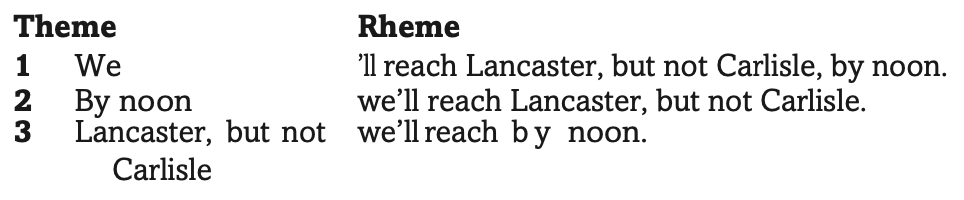 Theme Rheme
1 We ’ll reach Lancaster, but not Carlisle, by noon.
2 By noon we’ll reach Lancaster, but not Carlisle.
3 Lancaster, but not we’ll reach by noon.
Carlisle